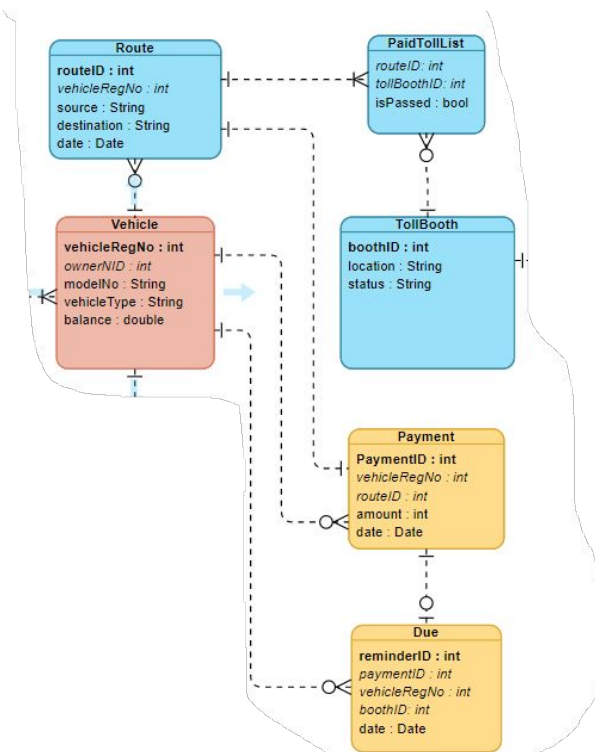 Route
routeID : int
vehicleRegNo : int
source : String
destination : String
date : Date
PaidTollList
routeID: int
tollBoothID: int
isPassed : bool
Vehicle
vehicleRegNo : int
ownerNID : int
modelNo : String
vehicleType : String
balance : double
TollBooth
boothID : int
location : String
status : String
Payment
PaymentID : int
vehicleRegNo : int
routeID : int
amount : int
date : Date
Due
reminderID : int
paymentID : int
vehicleRegNo : int
boothID: int
date : Date